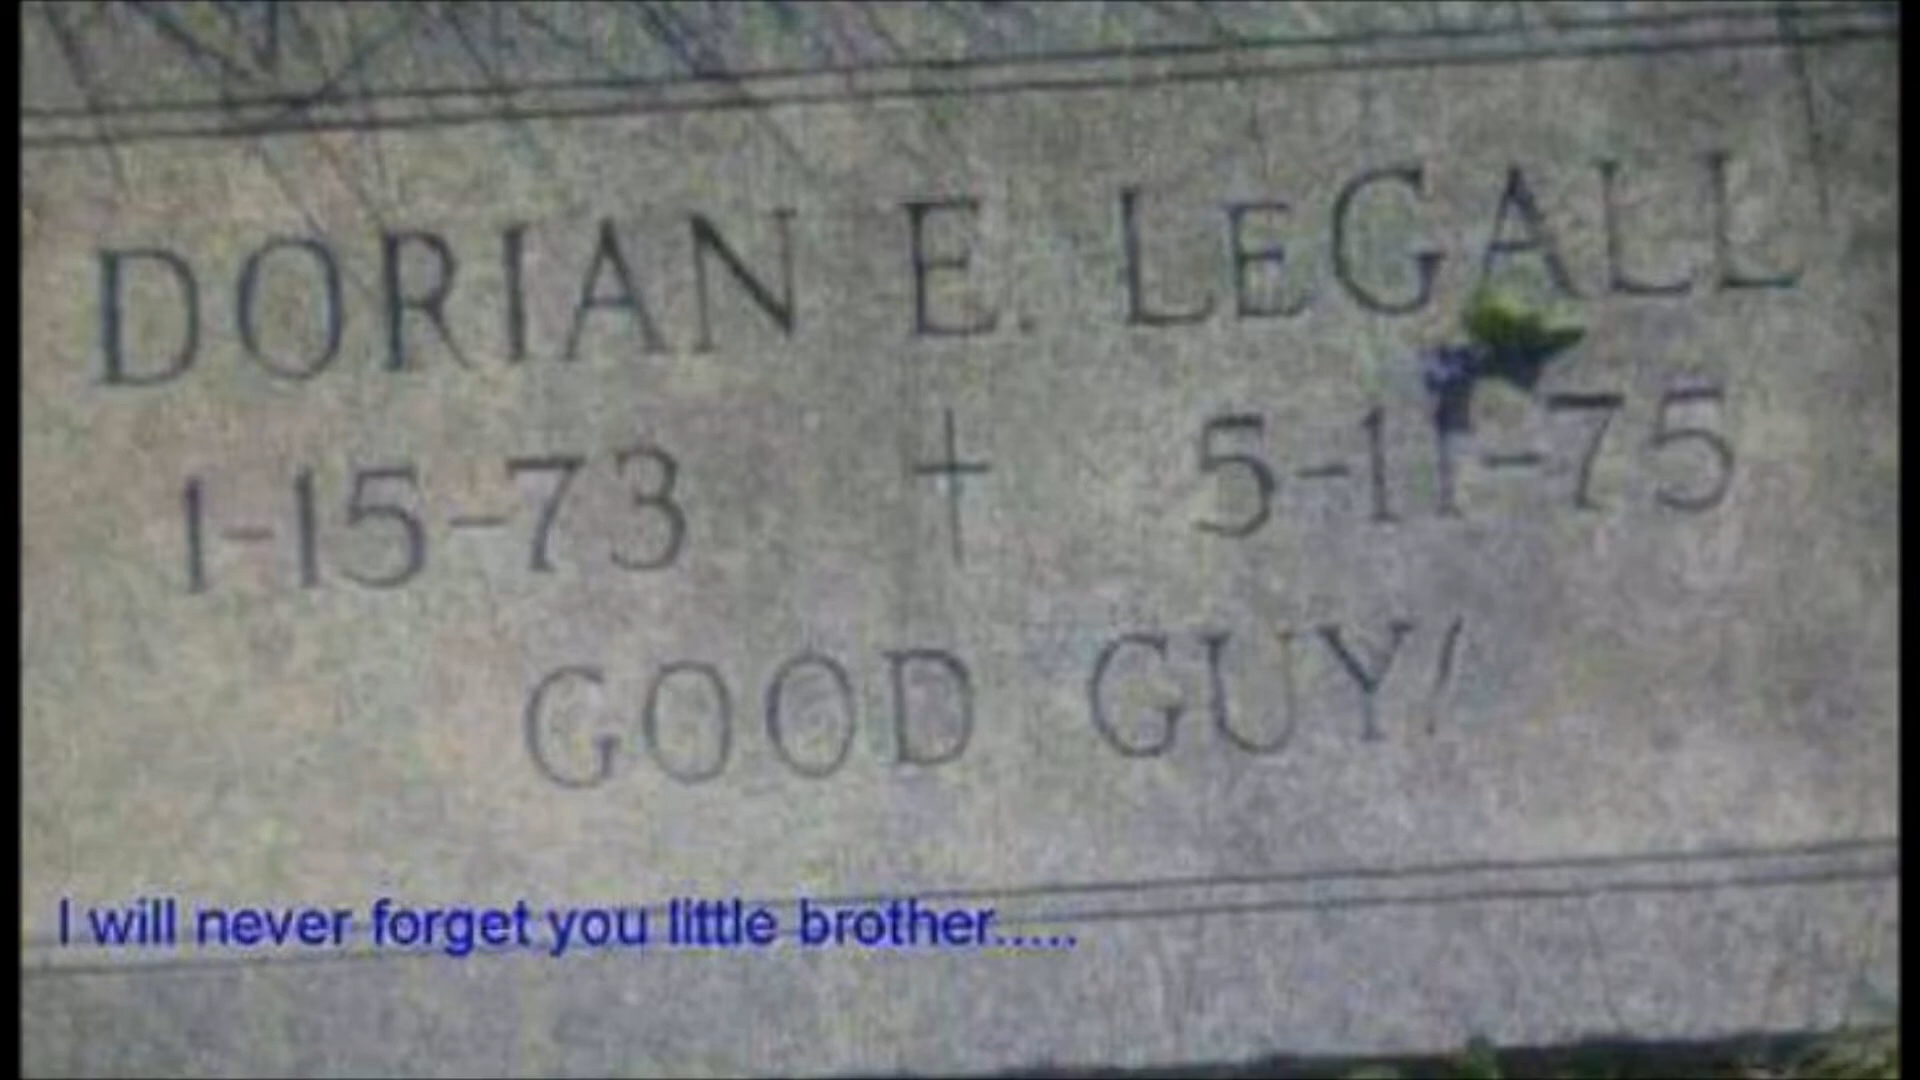 DORIAN E. LEGALL
1-15-73 † 5-11-75
GOOD GUY!
I will never forget you little brother.....